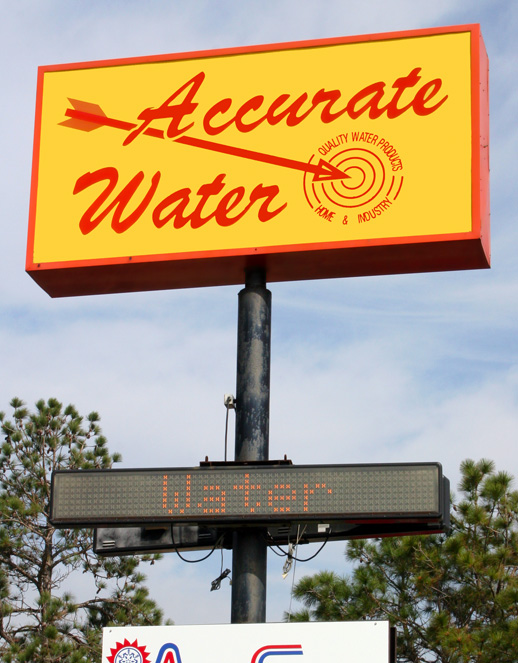 Accurate
Water
QUALITY WATER PRODUCTS
HOME & INDUSTRY
Water